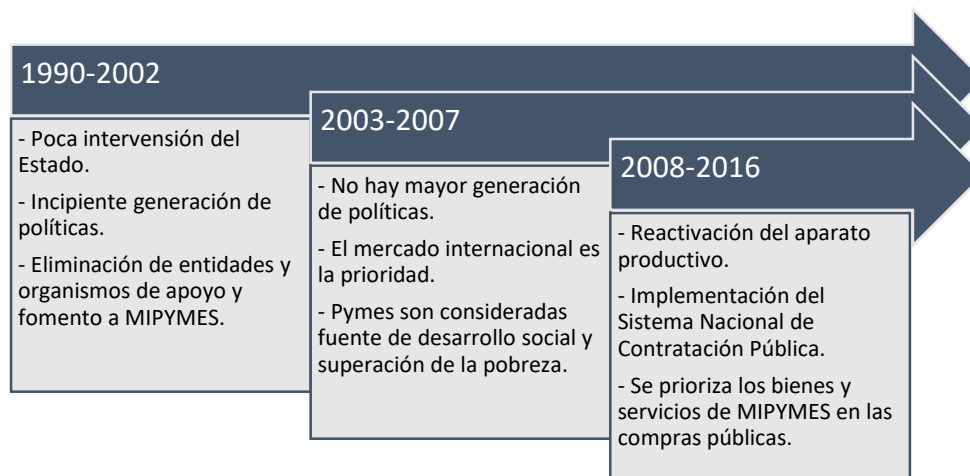 1990-2002
- Poca intervensión del
Estado.
- Incipiente generación de
políticas.
- Eliminación de entidades y
organismos de apoyo y
fomento a MIPYMES.
2003-2007
- No hay mayor generación
de políticas.
- El mercado internacional es
la prioridad.
- Pymes son consideradas
fuente de desarrollo social y
superación de la pobreza.
2008-2016
- Reactivación del aparato
productivo.
- Implementación del
Sistema Nacional de
Contratación Pública.
- Se prioriza los bienes y
servicios de MIPYMES en las
compras públicas.